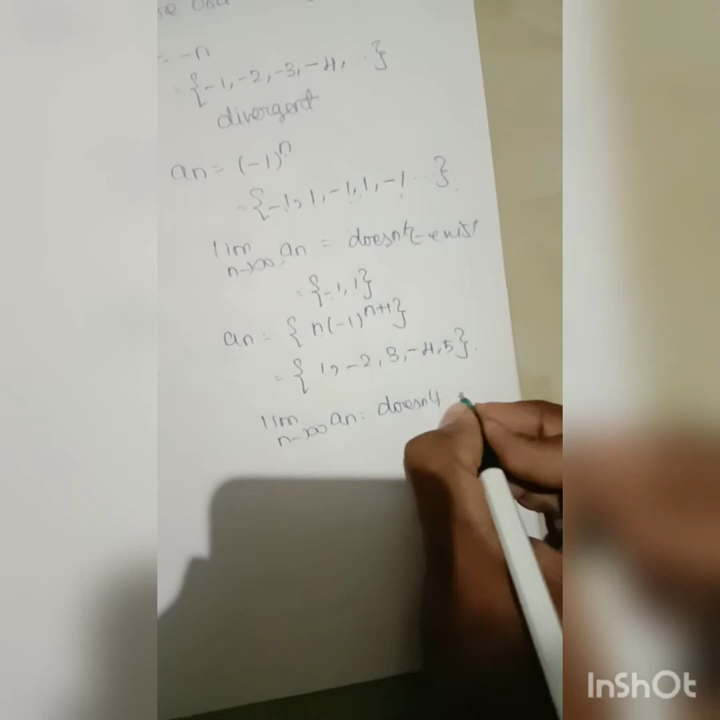 = -n
= {-1, -2, -3, -4, ...}
divergent
an = (-1)^n
= {-1, 1, -1, 1, -1 ...}
lim n→∞ an = doesn't exist
= {-1, 1}
an = {n(-1)^{n+1}}
= {1, -2, 3, -4, 5}.
lim n→∞ an = doesn't
InShOt